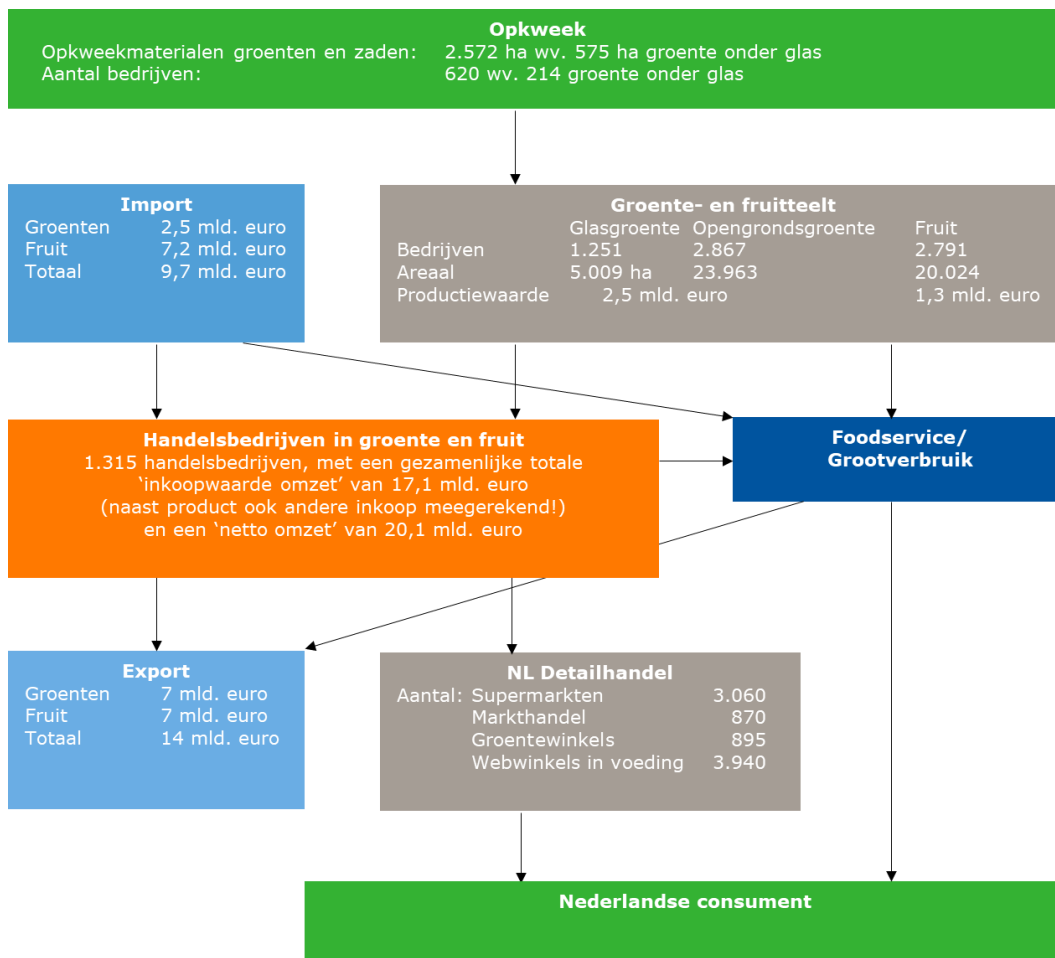 Opkweek
Opkweekmaterialen groenten en zaden: 2.572 ha wv. 575 ha groente onder glas
Aantal bedrijven: 620 wv. 214 groente onder glas
Import
Groenten 2,5 mld. euro
Fruit 7,2 mld. euro
Totaal 9,7 mld. euro
Groente- en fruitteelt
Glasgroente Opengrondsgroente Fruit
Bedrijven 1.251 2.867 2.791
Areaal 5.009 ha 23.963 20.024
Productiewaarde 2,5 mld. euro 1,3 mld. euro
Handelsbedrijven in groente en fruit
1.315 handelsbedrijven, met een gezamenlijke totale
‘inkoopwaarde omzet’ van 17,1 mld. euro
(naast product ook andere inkoop meegerekend!)
en een ‘netto omzet’ van 20,1 mld. euro
Foodservice/
Grootverbruik
Export
Groenten 7 mld. euro
Fruit 7 mld. euro
Totaal 14 mld. euro
NL Detailhandel
Aantal: Supermarkten 3.060
Markthandel 870
Groentewinkels 895
Webwinkels in voeding 3.940
Nederlandse consument